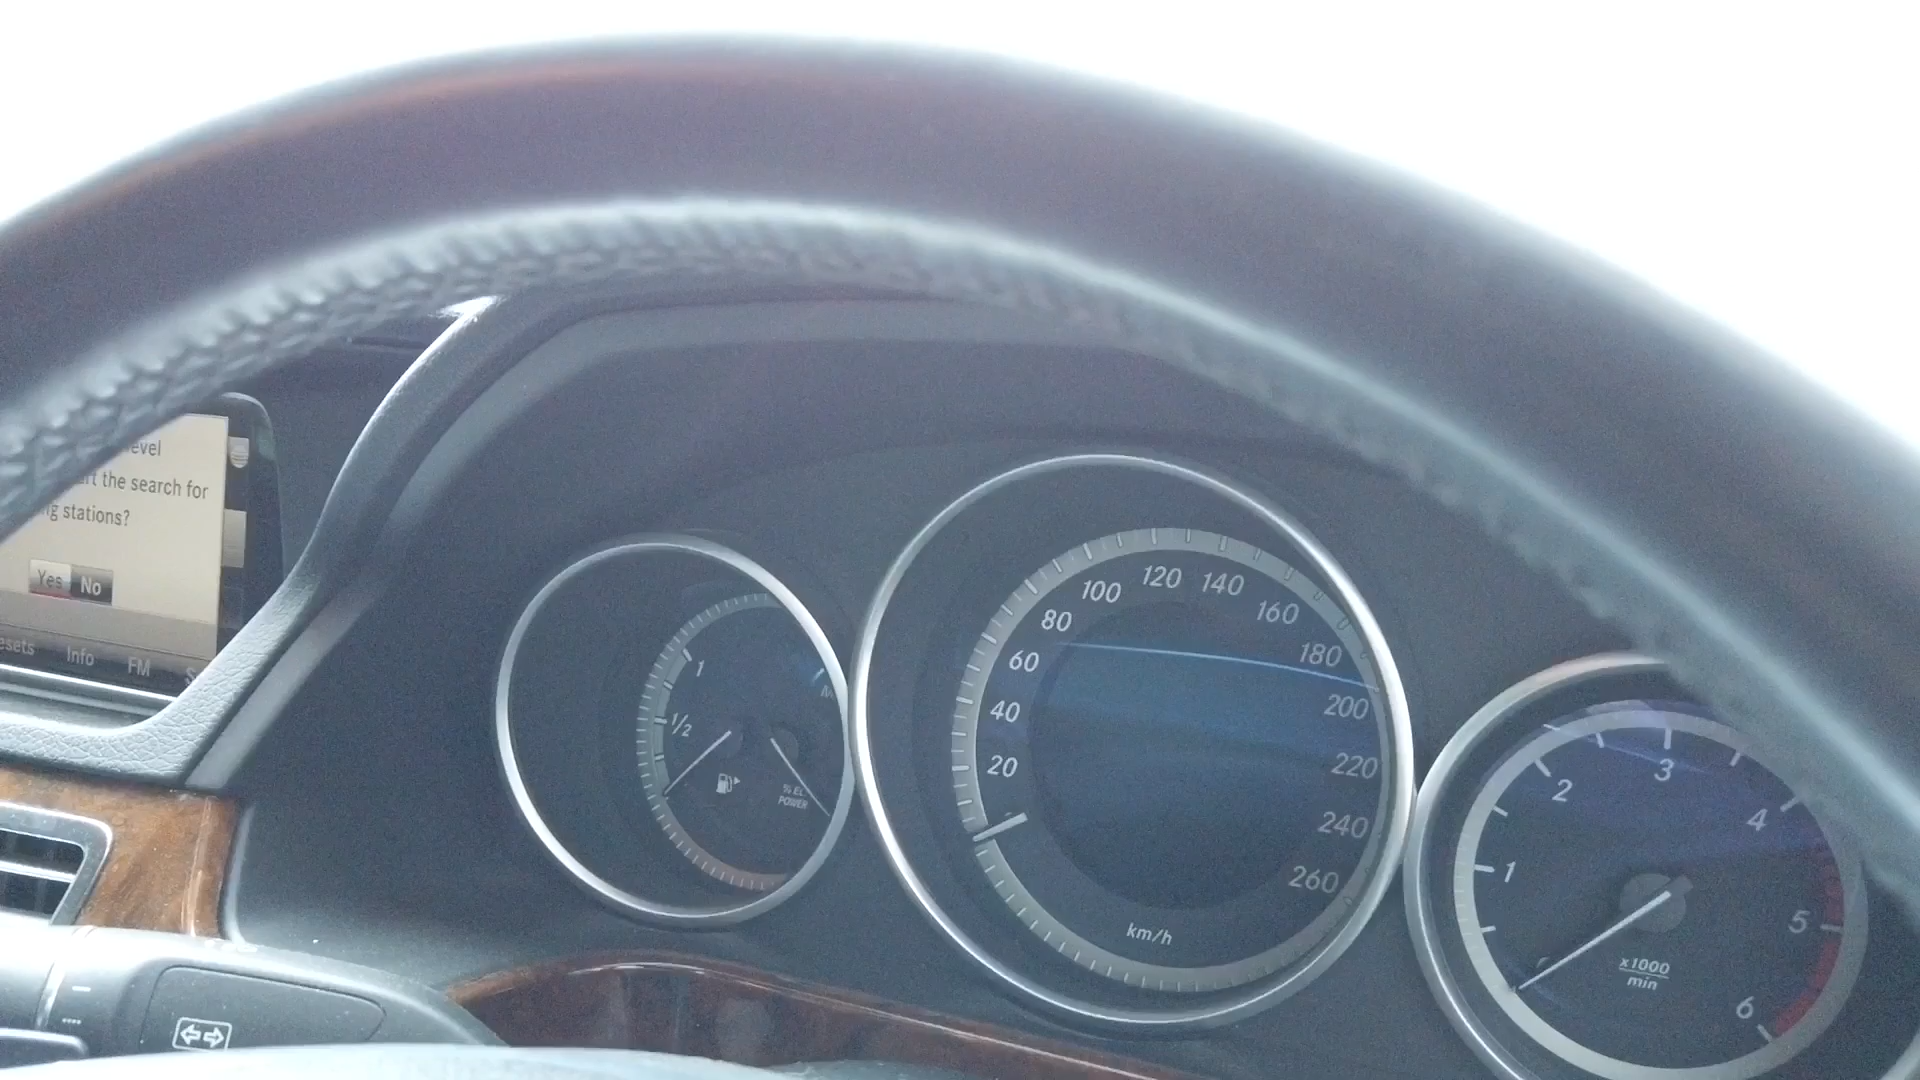 evel
the search for
stations?
Yes No
esets Info FM S
1
1/2
% EL.
POWER
20
40
60
80
100
120
140
160
180
200
220
240
260
km/h
1
2
3
4
5
6
x1000
min